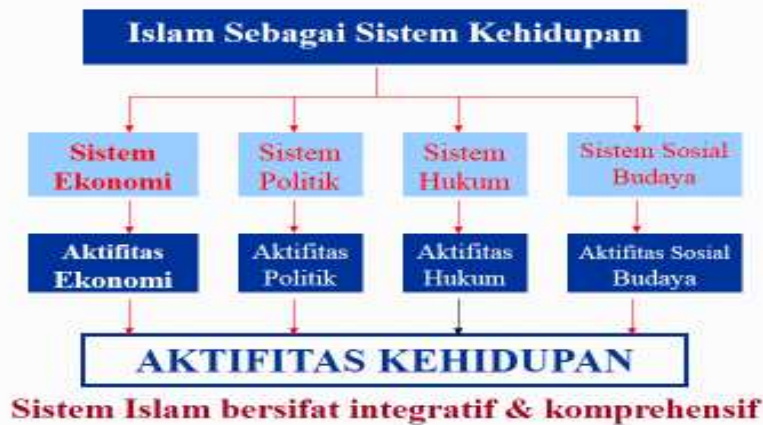 Islam Sebagai Sistem Kehidupan
Sistem
Ekonomi
Sistem
Politik
Sistem
Hukum
Sistem Sosial
Budaya
Aktifitas
Ekonomi
Aktifitas
Politik
Aktifitas
Hukum
Aktifitas Sosial
Budaya
AKTIFITAS KEHIDUPAN
Sistem Islam bersifat integratif & komprehensif